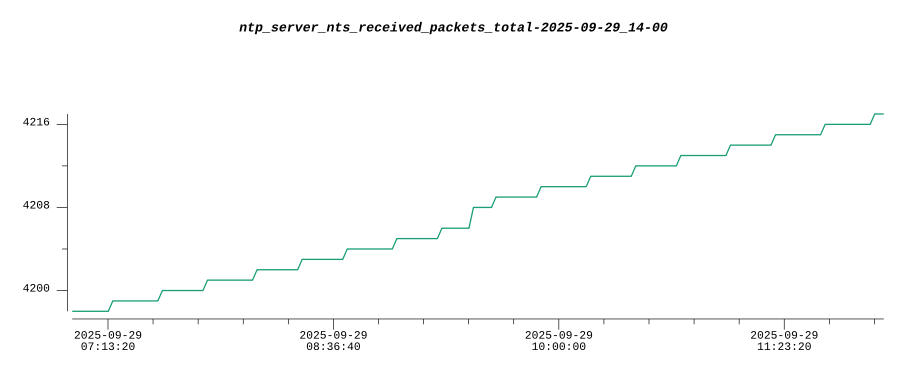 ntp_server_nts_received_packets_total-2025-09-29_14-00
4216
4208
4200
2025-09-29 2025-09-29 2025-09-29 2025-09-29
07:13:20 08:36:40 10:00:00 11:23:20